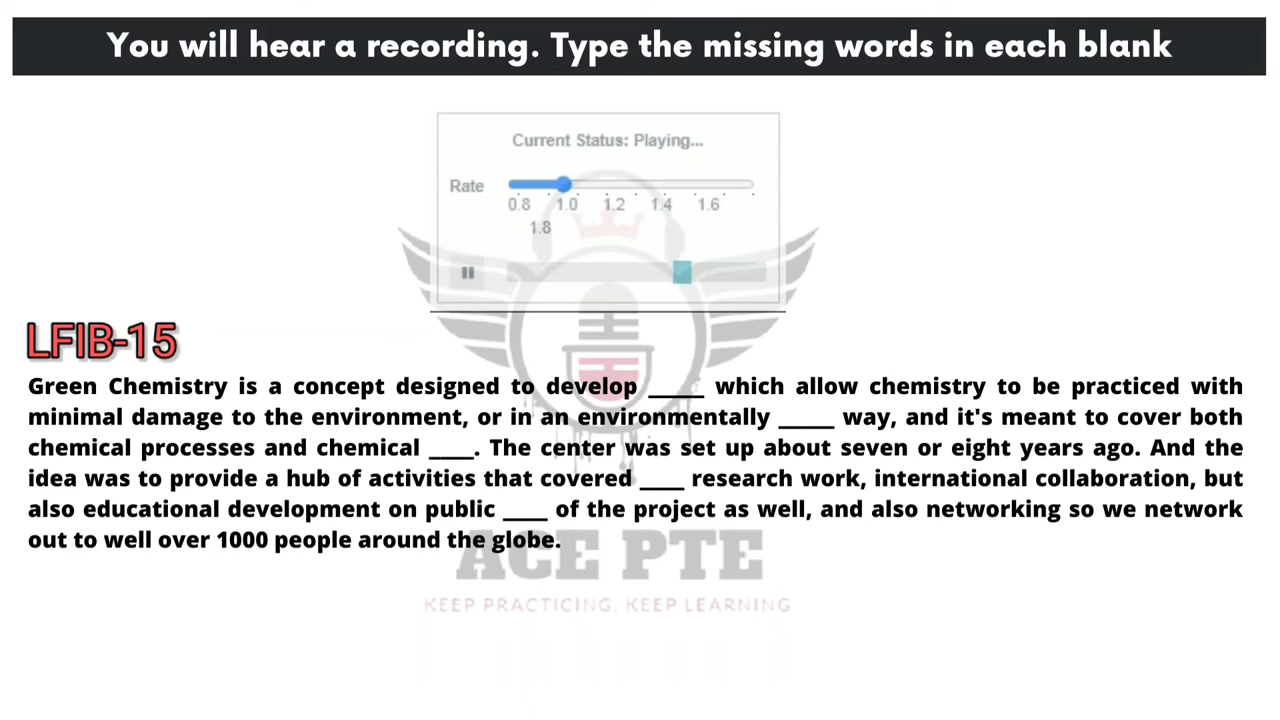 You will hear a recording. Type the missing words in each blank
Current Status: Playing...
Rate
0.8 1.0 1.2 1.4 1.6
1.8
LFIB-15
Green Chemistry is a concept designed to develop _____ which allow chemistry to be practiced with
minimal damage to the environment, or in an environmentally _____ way, and it's meant to cover both
chemical processes and chemical ____. The center was set up about seven or eight years ago. And the
idea was to provide a hub of activities that covered ____ research work, international collaboration, but
also educational development on public ____ of the project as well, and also networking so we network
out to well over 1000 people around the globe.
ACE PTE
KEEP PRACTICING, KEEP LEARNING